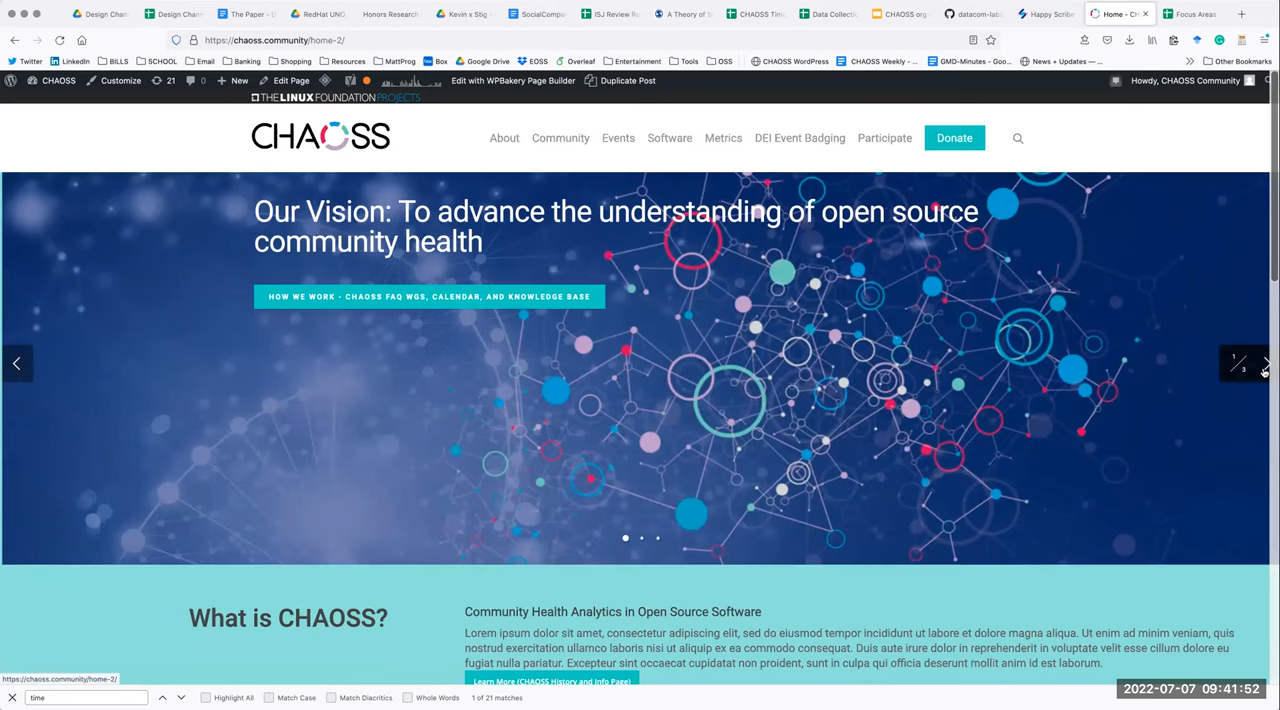 Design Chan
Design Chann
The Paper - D
RedHat UNO
Honors Research
Kevin x Stig -
SocialCompa
ISJ Review R
A Theory of S
CHAOSS Tim
Data Collecti
CHAOSS org
datacom-lab
Happy Scribe
Home - CH
Focus Areas
https://chaoss.community/home-2/
Twitter LinkedIn BILLS SCHOOL Email Banking Shopping Resources MattProg Box Google Drive EOSS Overleaf Entertainment Tools OSS CHAOSS WordPress CHAOSS Weekly - ... GMD-Minutes - Goo... News + Updates — ... Other Bookmarks
CHAOSS Customize 21 0 New Edit Page Edit with WPBakery Page Builder Duplicate Post Howdy, CHAOSS Community
THE LINUX FOUNDATION PROJECTS
CHAOSS
About Community Events Software Metrics DEI Event Badging Participate Donate
Our Vision: To advance the understanding of open source
community health
HOW WE WORK - CHAOSS FAQ WGS, CALENDAR, AND KNOWLEDGE BASE
1/3
What is CHAOSS?
Community Health Analytics in Open Source Software
Lorem ipsum dolor sit amet, consectetur adipiscing elit, sed do eiusmod tempor incididunt ut labore et dolore magna aliqua. Ut enim ad minim veniam, quis
nostrud exercitation ullamco laboris nisi ut aliquip ex ea commodo consequat. Duis aute irure dolor in reprehenderit in voluptate velit esse cillum dolore eu
fugiat nulla pariatur. Excepteur sint occaecat cupidatat non proident, sunt in culpa qui officia deserunt mollit anim id est laborum.
Learn More (CHAOSS History and Info Page)
https://chaoss.community/home-2/
time
Highlight All Match Case Match Diacritics Whole Words 1 of 21 matches
2022-07-07 09:41:52